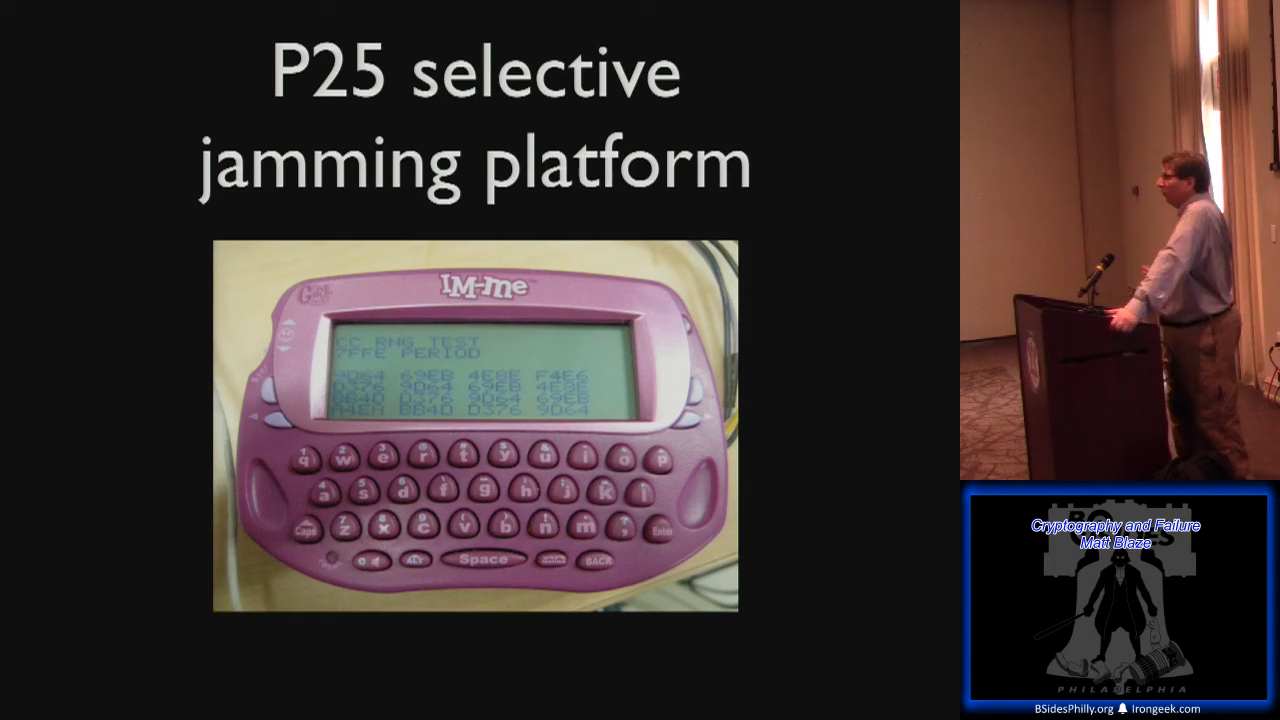 P25 selective
jamming platform
IM-me
CC RNG TEST
7FFE PERIOD
9D64 69EB 4E8E F4E6
D376 9D64 69EB 4E8E
BB4D D376 9D64 69EB
A4EA BB4D D376 9D64
q w e r t y u i o p
a s d f g h j k l
Caps z x c v b n m Enter
ALT Space BACK
Cryptography and Failure
Matt Blaze
PHILADELPHIA
BSidesPhilly.org Irongeek.com